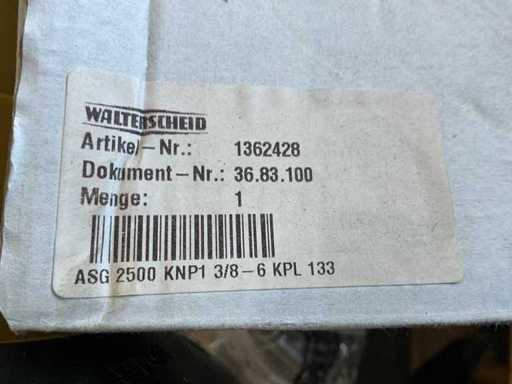 WALTERSCHEID
Artikel-Nr.: 1362428
Dokument-Nr.: 36.83.100
Menge: 1
ASG 2500 KNP1 3/8-6 KPL 133